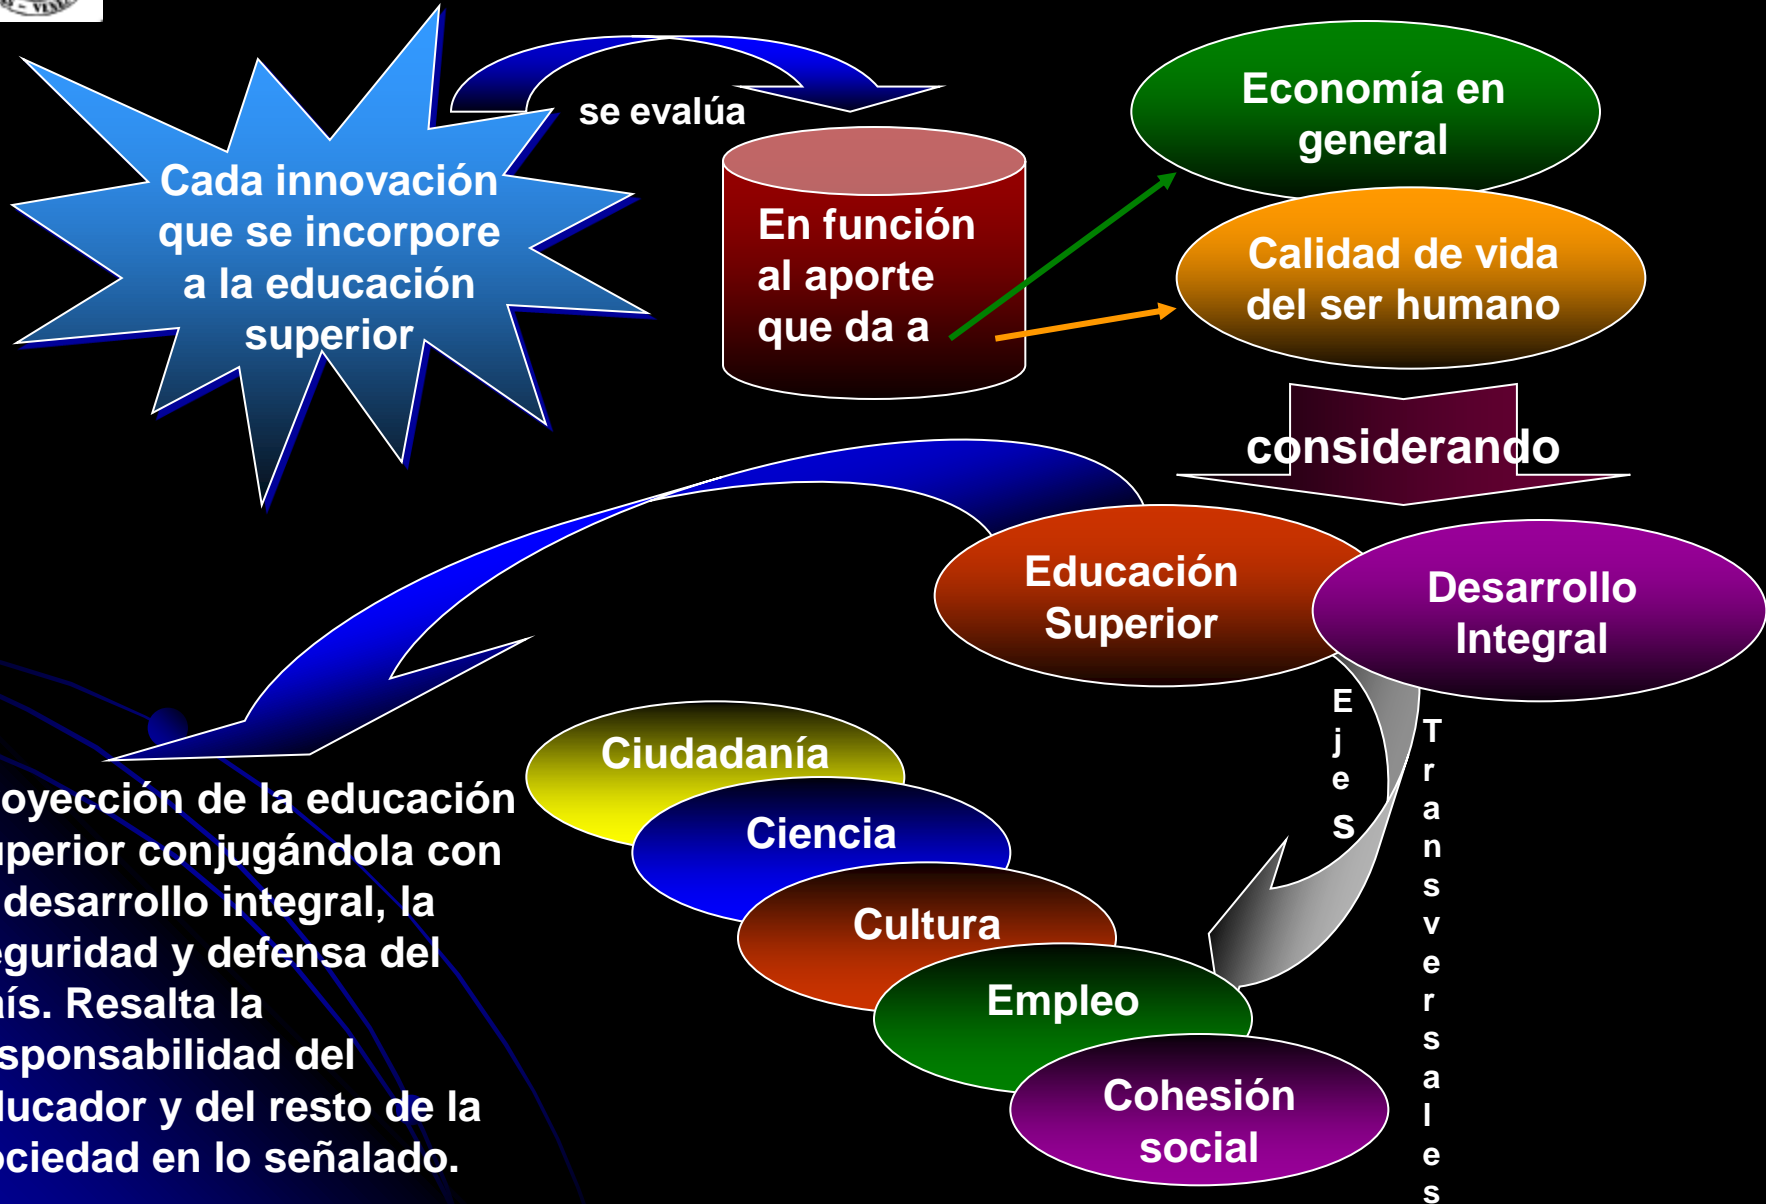 Cada innovación
que se incorpore
a la educación
superior
se evalúa
En función
al aporte
que da a
Economía en
general
Calidad de vida
del ser humano
considerando
Educación
Superior
Desarrollo
Integral
Ejes
Transversales
Ciudadanía
Ciencia
Cultura
Empleo
Cohesión
social
oyección de la educación
uperior conjugándola con
desarrollo integral, la
eguridad y defensa del
aís. Resalta la
sponsabilidad del
ducador y del resto de la
ociedad en lo señalado.